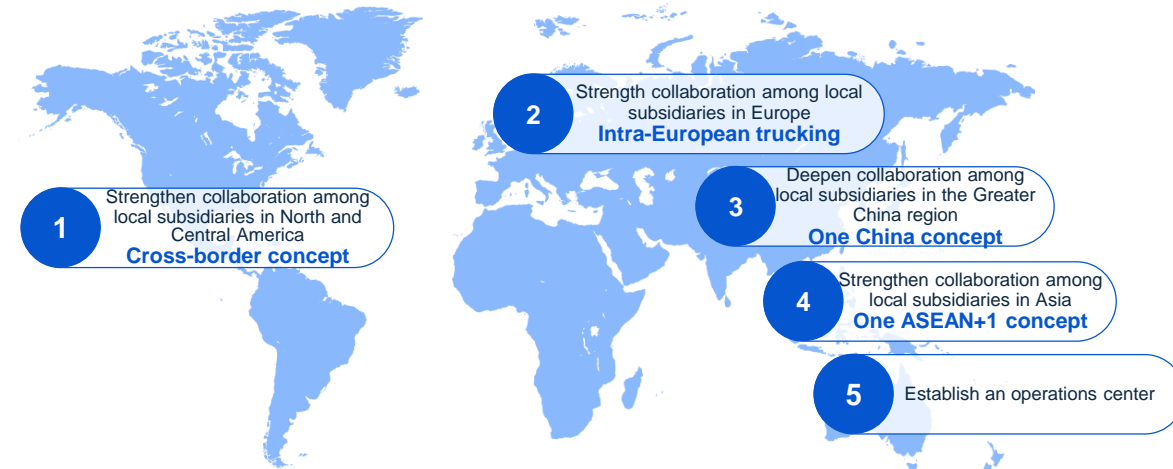 1
Strengthen collaboration among
local subsidiaries in North and
Central America
Cross-border concept
2
Strength collaboration among local
subsidiaries in Europe
Intra-European trucking
3
Deepen collaboration among
local subsidiaries in the Greater
China region
One China concept
4
Strengthen collaboration among
local subsidiaries in Asia
One ASEAN+1 concept
5
Establish an operations center